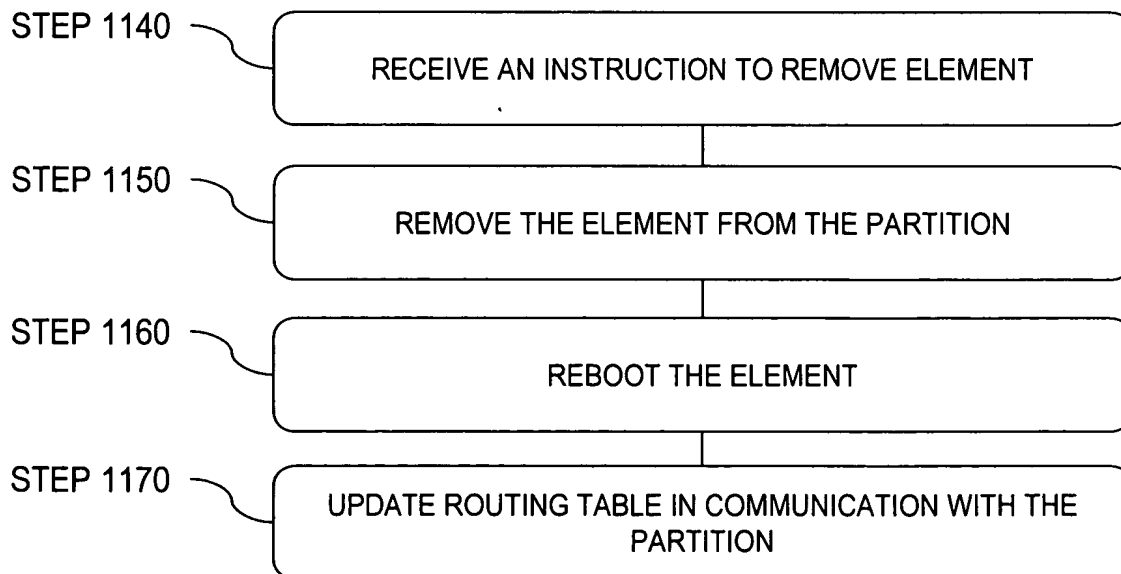 STEP 1140
RECEIVE AN INSTRUCTION TO REMOVE ELEMENT
STEP 1150
REMOVE THE ELEMENT FROM THE PARTITION
STEP 1160
REBOOT THE ELEMENT
STEP 1170
UPDATE ROUTING TABLE IN COMMUNICATION WITH THE
PARTITION